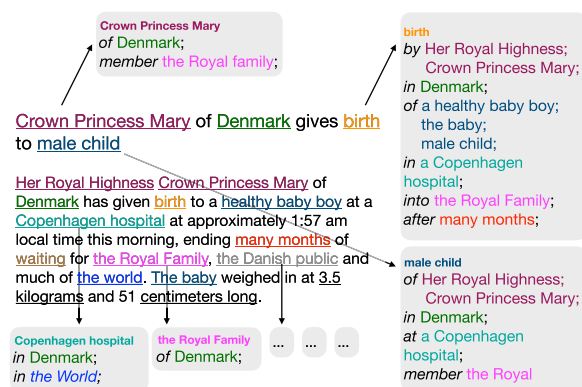 Crown Princess Mary
of Denmark;
member the Royal family;
birth
by Her Royal Highness;
Crown Princess Mary;
in Denmark;
of a healthy baby boy;
the baby;
male child;
in a Copenhagen
hospital;
into the Royal Family;
after many months;
Crown Princess Mary of Denmark gives birth
to male child
Her Royal Highness Crown Princess Mary of
Denmark has given birth to a healthy baby boy at a
Copenhagen hospital at approximately 1:57 am
local time this morning, ending many months of
waiting for the Royal Family, the Danish public and
much of the world. The baby weighed in at 3.5
kilograms and 51 centimeters long.
male child
of Her Royal Highness;
Crown Princess Mary;
in Denmark;
at a Copenhagen
hospital;
member the Royal
Copenhagen hospital
in Denmark;
in the World;
the Royal Family
of Denmark;
... ... ...